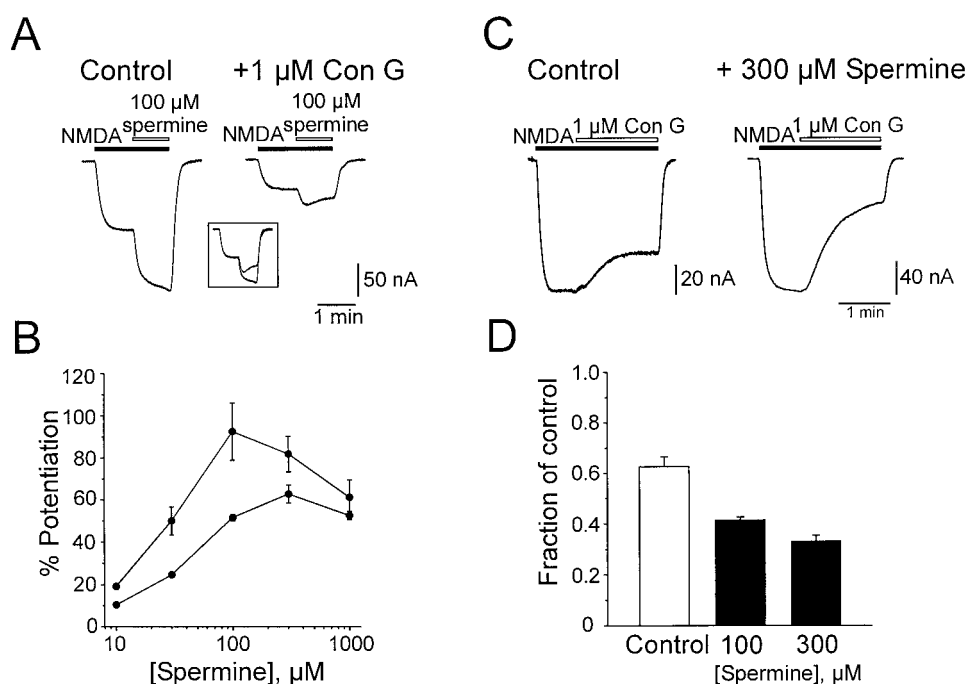 A
Control
+1 µM Con G
100 µM
spermine
NMDA
100 µM
spermine
NMDA
50 nA
1 min
C
Control
+ 300 µM Spermine
NMDA
1 µM Con G
NMDA
1 µM Con G
20 nA
40 nA
1 min
B
% Potentiation
120
100
80
60
40
20
0
10
100
1000
[Spermine], µM
D
Fraction of control
1.0
0.8
0.6
0.4
0.2
0
Control
100
300
[Spermine], µM